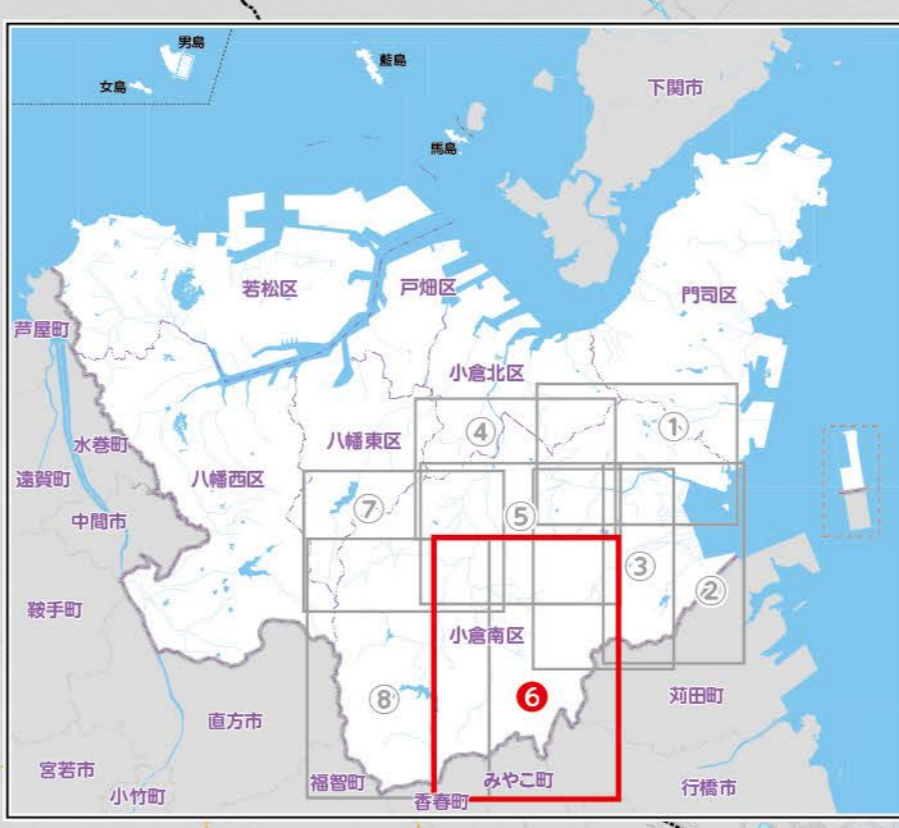 男島
女島
藍島
馬島
下関市
若松区
戸畑区
門司区
芦屋町
小倉北区
水巻町
八幡東区
④
①
遠賀町
八幡西区
⑦
⑤
中間市
③
②
鞍手町
小倉南区
⑧
⑥
苅田町
直方市
宮若市
小竹町
福智町
みやこ町
行橋市
香春町